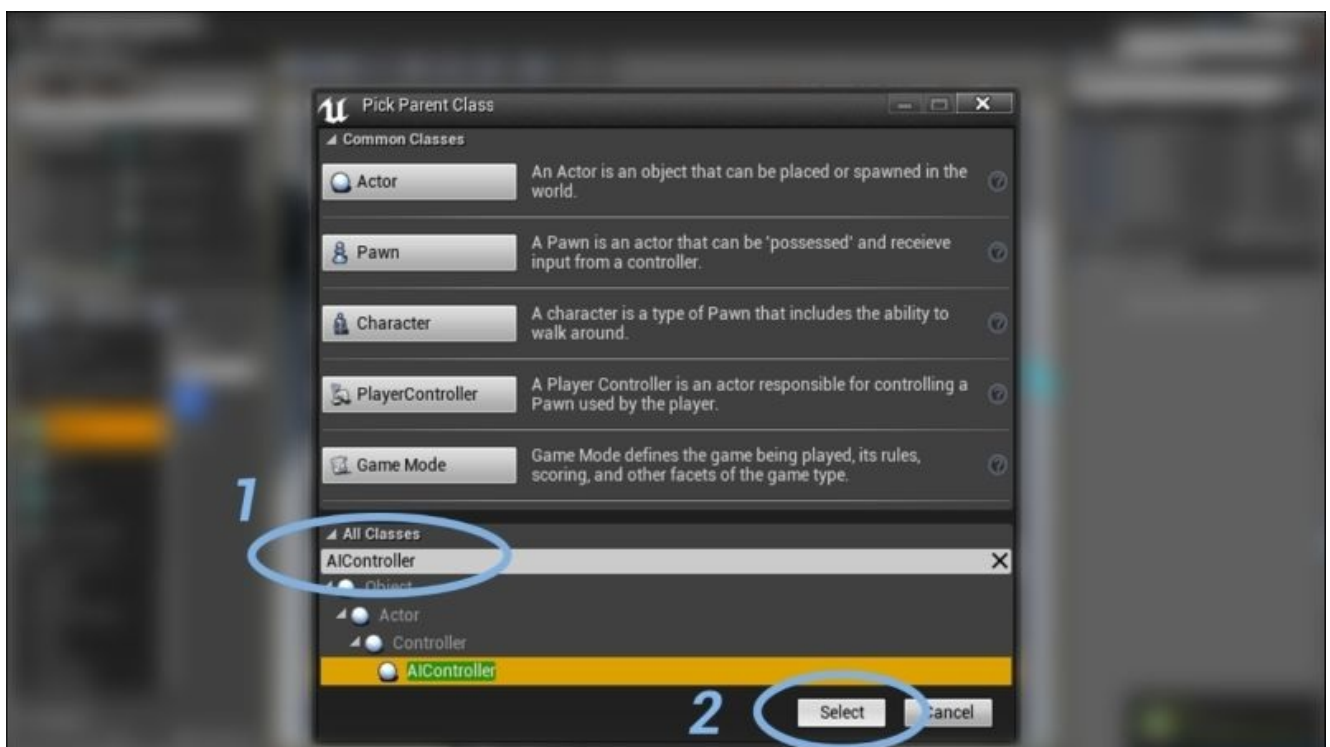 Pick Parent Class
Common Classes
Actor
An Actor is an object that can be placed or spawned in the
world.
Pawn
A Pawn is an actor that can be 'possessed' and receieve
input from a controller.
Character
A character is a type of Pawn that includes the ability to
walk around.
PlayerController
A Player Controller is an actor responsible for controlling a
Pawn used by the player.
Game Mode
Game Mode defines the game being played, its rules,
scoring, and other facets of the game type.
1
All Classes
AIController
Object
Actor
Controller
AIController
2
Select
Cancel